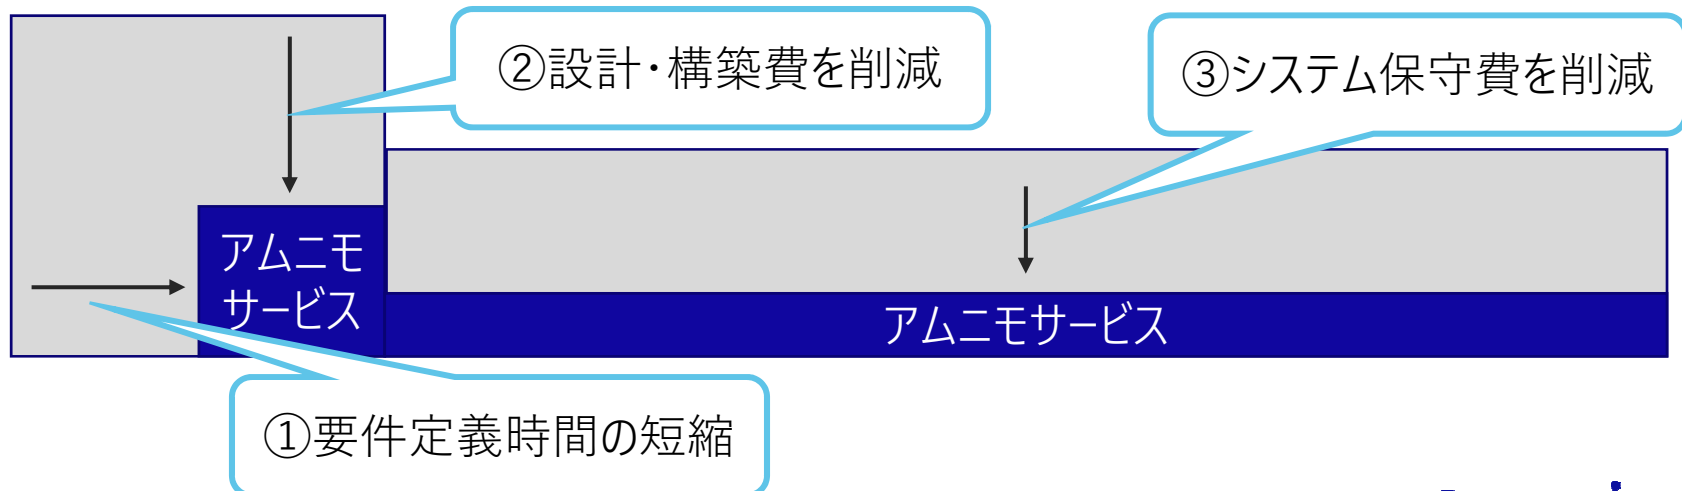 ②設計・構築費を削減
③システム保守費を削減
アムニモ
サービス
アムニモサービス
①要件定義時間の短縮